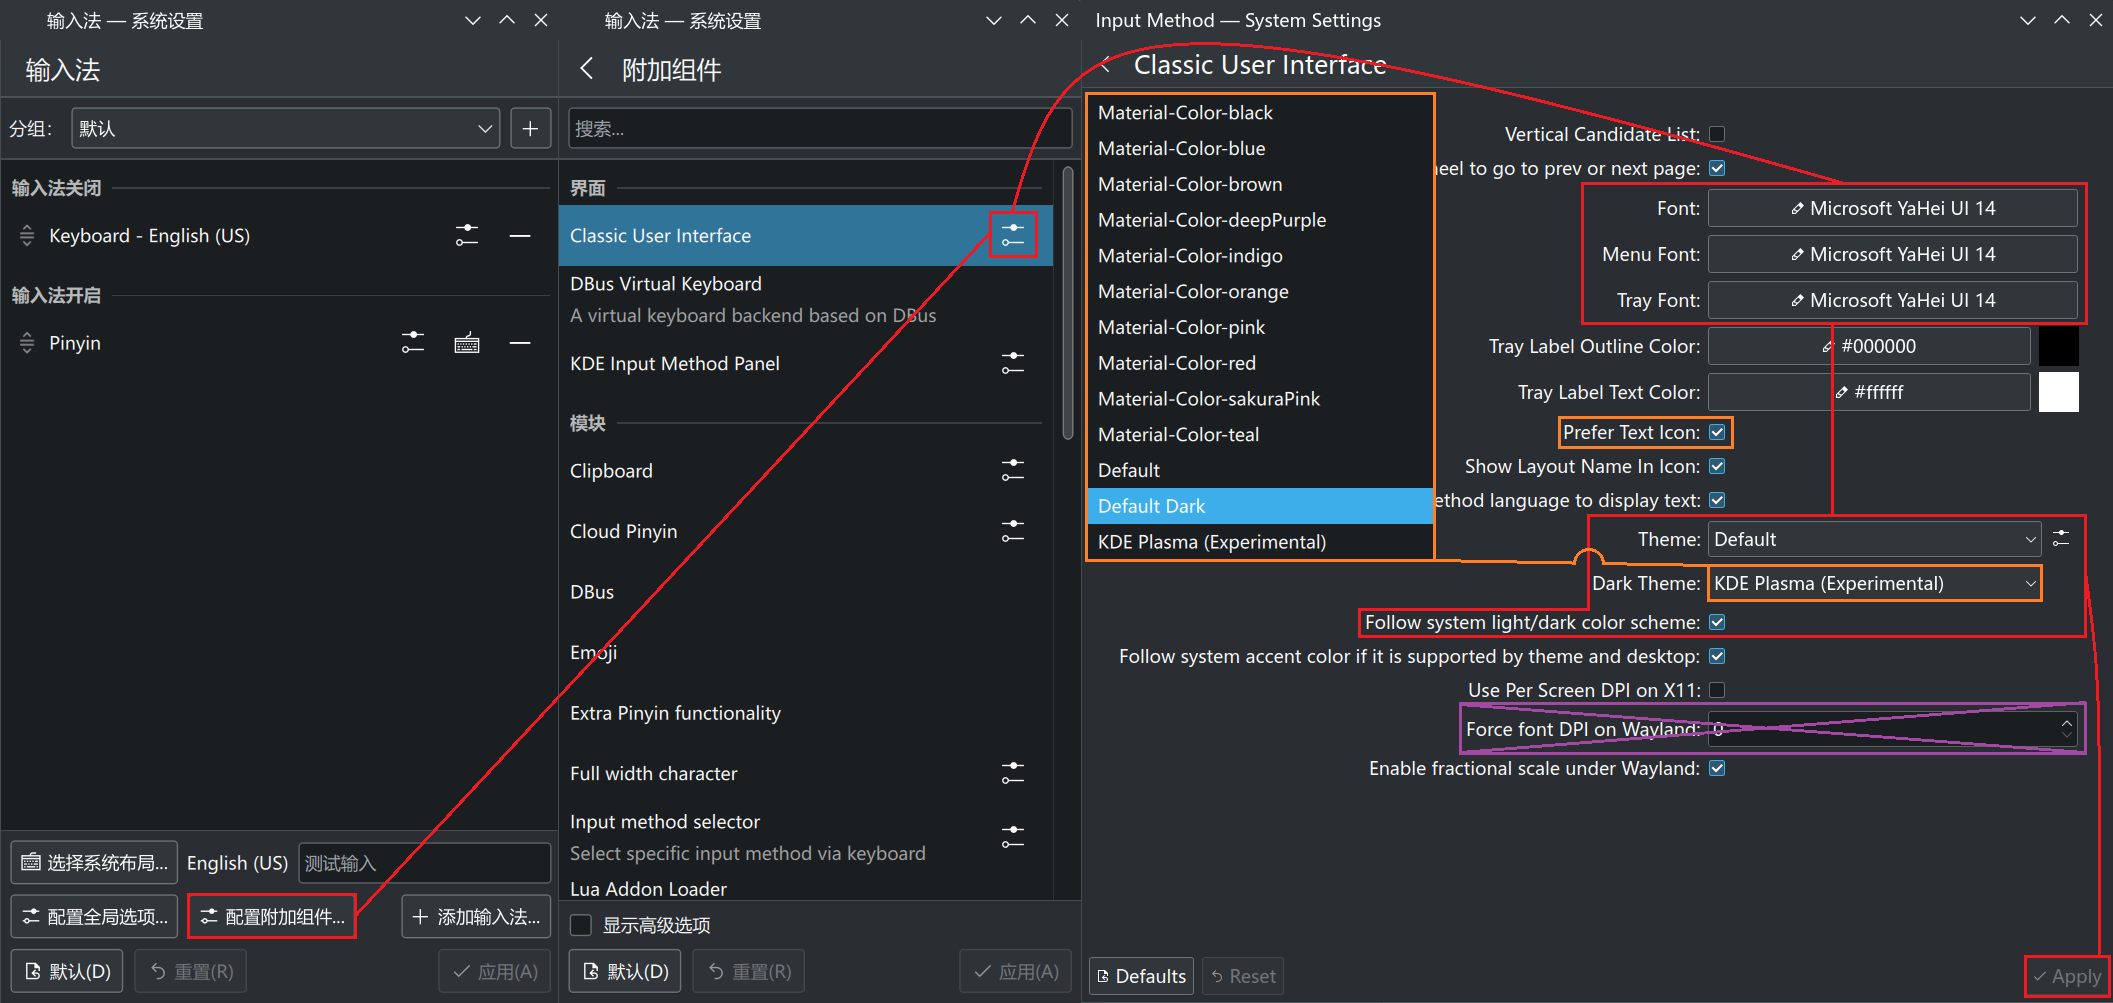 输入法 — 系统设置
输入法
分组：
默认
输入法关闭
Keyboard - English (US)
输入法开启
Pinyin
选择系统布局...
English (US)
测试输入
配置全局选项...
配置附加组件...
添加输入法...
默认(D)
重置(R)
应用(A)
输入法 — 系统设置
附加组件
搜索...
界面
Classic User Interface
DBus Virtual Keyboard
A virtual keyboard backend based on DBus
KDE Input Method Panel
模块
Clipboard
Cloud Pinyin
DBus
Emoji
Extra Pinyin functionality
Full width character
Input method selector
Select specific input method via keyboard
Lua Addon Loader
显示高级选项
默认(D)
重置(R)
应用(A)
Input Method — System Settings
Classic User Interface
Material-Color-black
Material-Color-blue
Material-Color-brown
Material-Color-deepPurple
Material-Color-indigo
Material-Color-orange
Material-Color-pink
Material-Color-red
Material-Color-sakuraPink
Material-Color-teal
Default
Default Dark
KDE Plasma (Experimental)
Vertical Candidate List:
to go to prev or next page:
Font: Microsoft YaHei UI 14
Menu Font: Microsoft YaHei UI 14
Tray Font: Microsoft YaHei UI 14
Tray Label Outline Color: #000000
Tray Label Text Color: #ffffff
Prefer Text Icon:
Show Layout Name In Icon:
language to display text:
Theme: Default
Dark Theme: KDE Plasma (Experimental)
Follow system light/dark color scheme:
Follow system accent color if it is supported by theme and desktop:
Use Per Screen DPI on X11:
Force font DPI on Wayland: 0
Enable fractional scale under Wayland:
Defaults
Reset
Apply